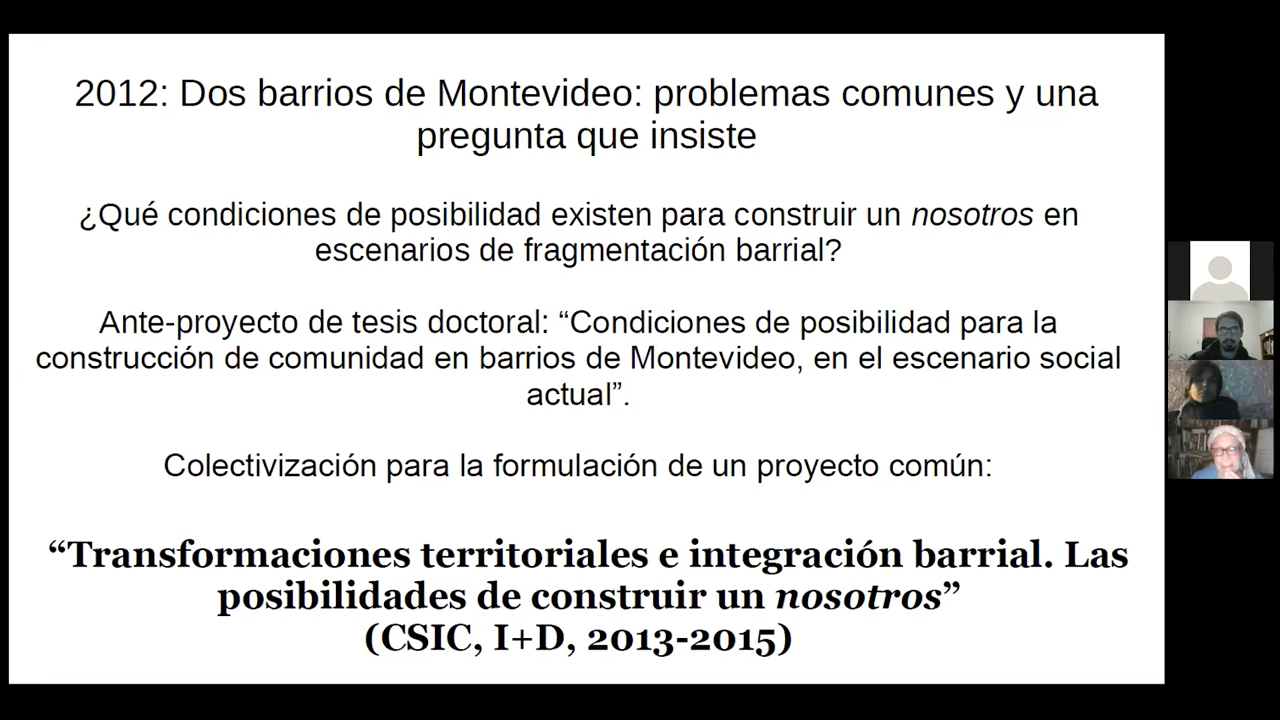 2012: Dos barrios de Montevideo: problemas comunes y una
pregunta que insiste
¿Qué condiciones de posibilidad existen para construir un nosotros en
escenarios de fragmentación barrial?
Ante-proyecto de tesis doctoral: “Condiciones de posibilidad para la
construcción de comunidad en barrios de Montevideo, en el escenario social
actual”.
Colectivización para la formulación de un proyecto común:
“Transformaciones territoriales e integración barrial. Las
posibilidades de construir un nosotros”
(CSIC, I+D, 2013-2015)